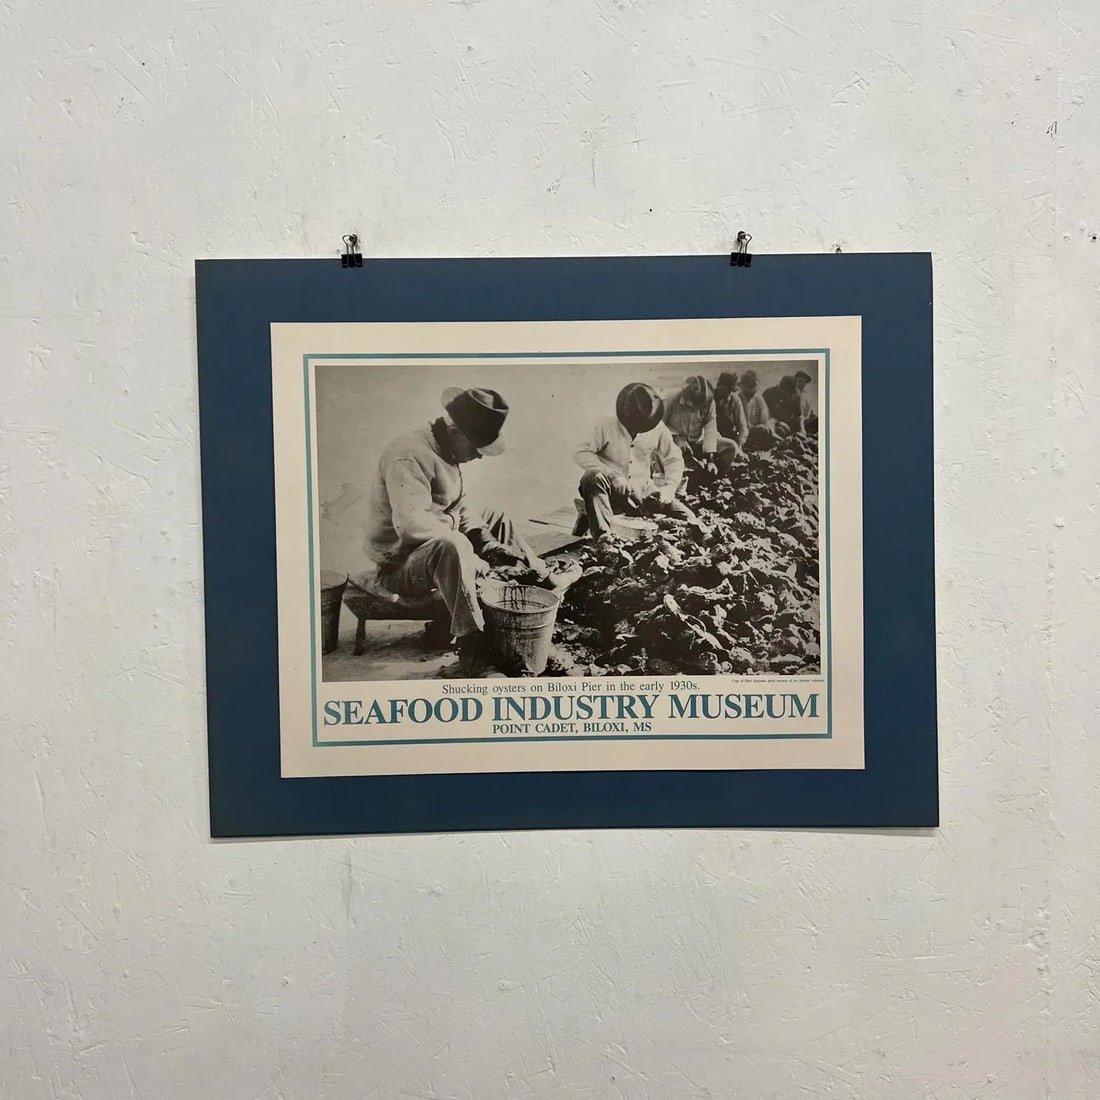 Shucking oysters on Biloxi Pier in the early 1930s.
SEAFOOD INDUSTRY MUSEUM
POINT CADET, BILOXI, MS